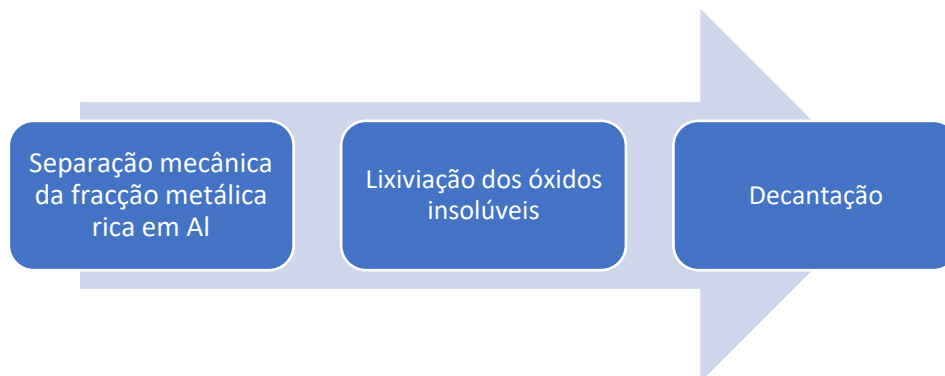 Separação mecânica
da fracção metálica
rica em Al
Lixiviação dos óxidos
insolúveis
Decantação